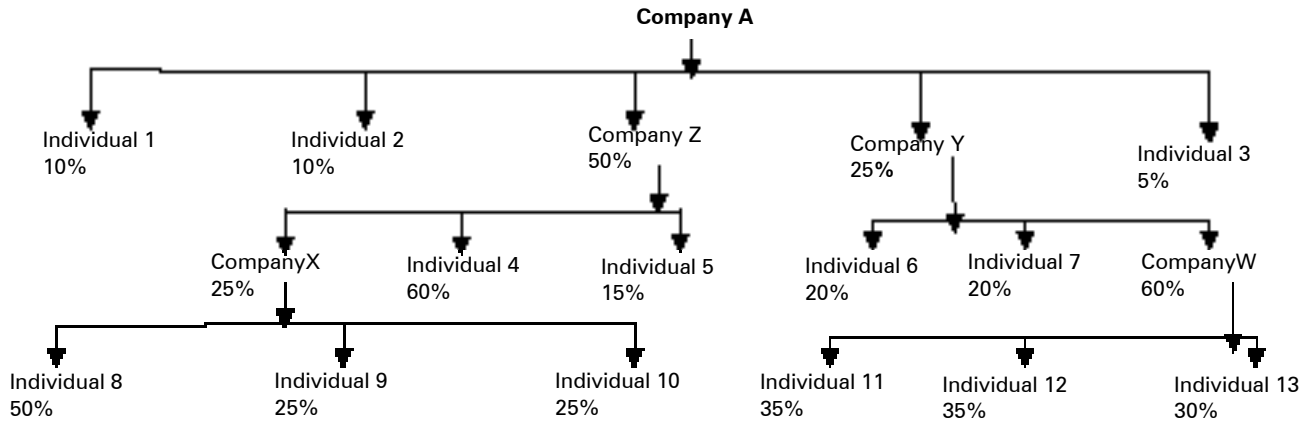 Company A
Individual 1
10%
Individual 2
10%
Company Z
50%
Company Y
25%
Individual 3
5%
CompanyX
25%
Individual 4
60%
Individual 5
15%
Individual 6
20%
Individual 7
20%
CompanyW
60%
Individual 8
50%
Individual 9
25%
Individual 10
25%
Individual 11
35%
Individual 12
35%
Individual 13
30%